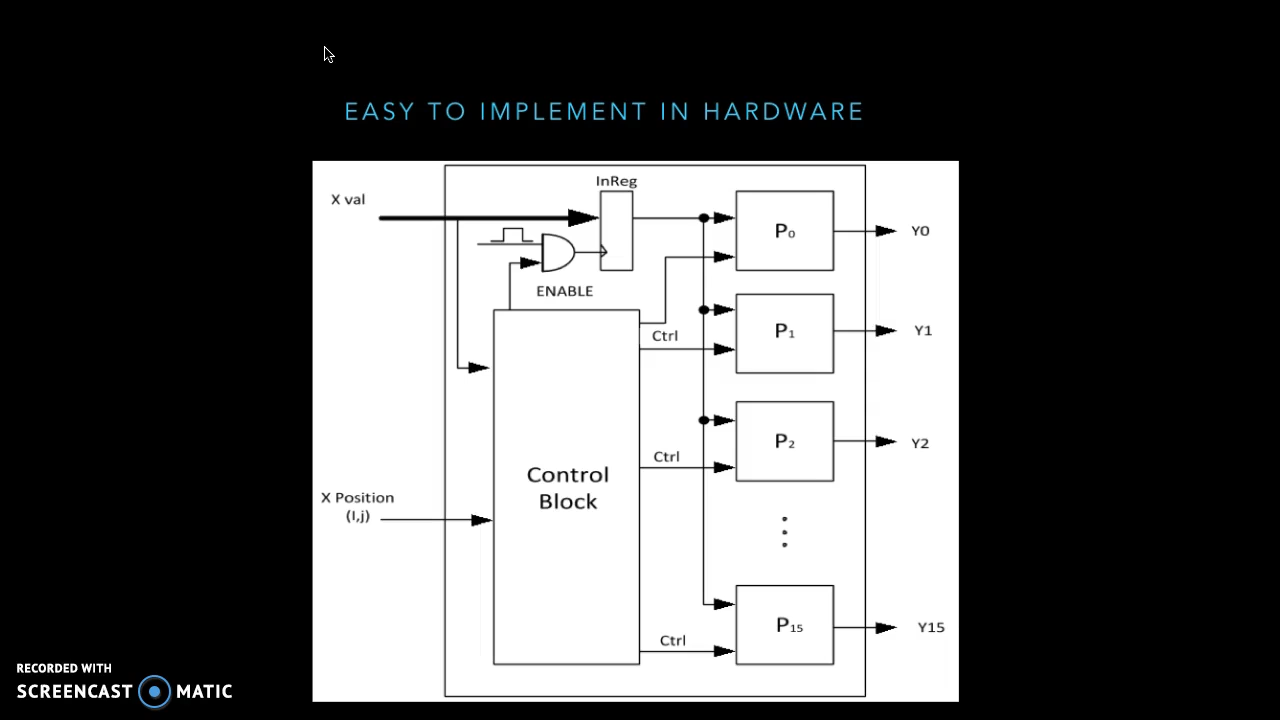 EASY TO IMPLEMENT IN HARDWARE
InReg
X val
P0
Y0
ENABLE
P1
Y1
Ctrl
P2
Y2
Ctrl
Control
Block
X Position
(I,j)
P15
Y15
Ctrl
RECORDED WITH
SCREENCAST MATIC